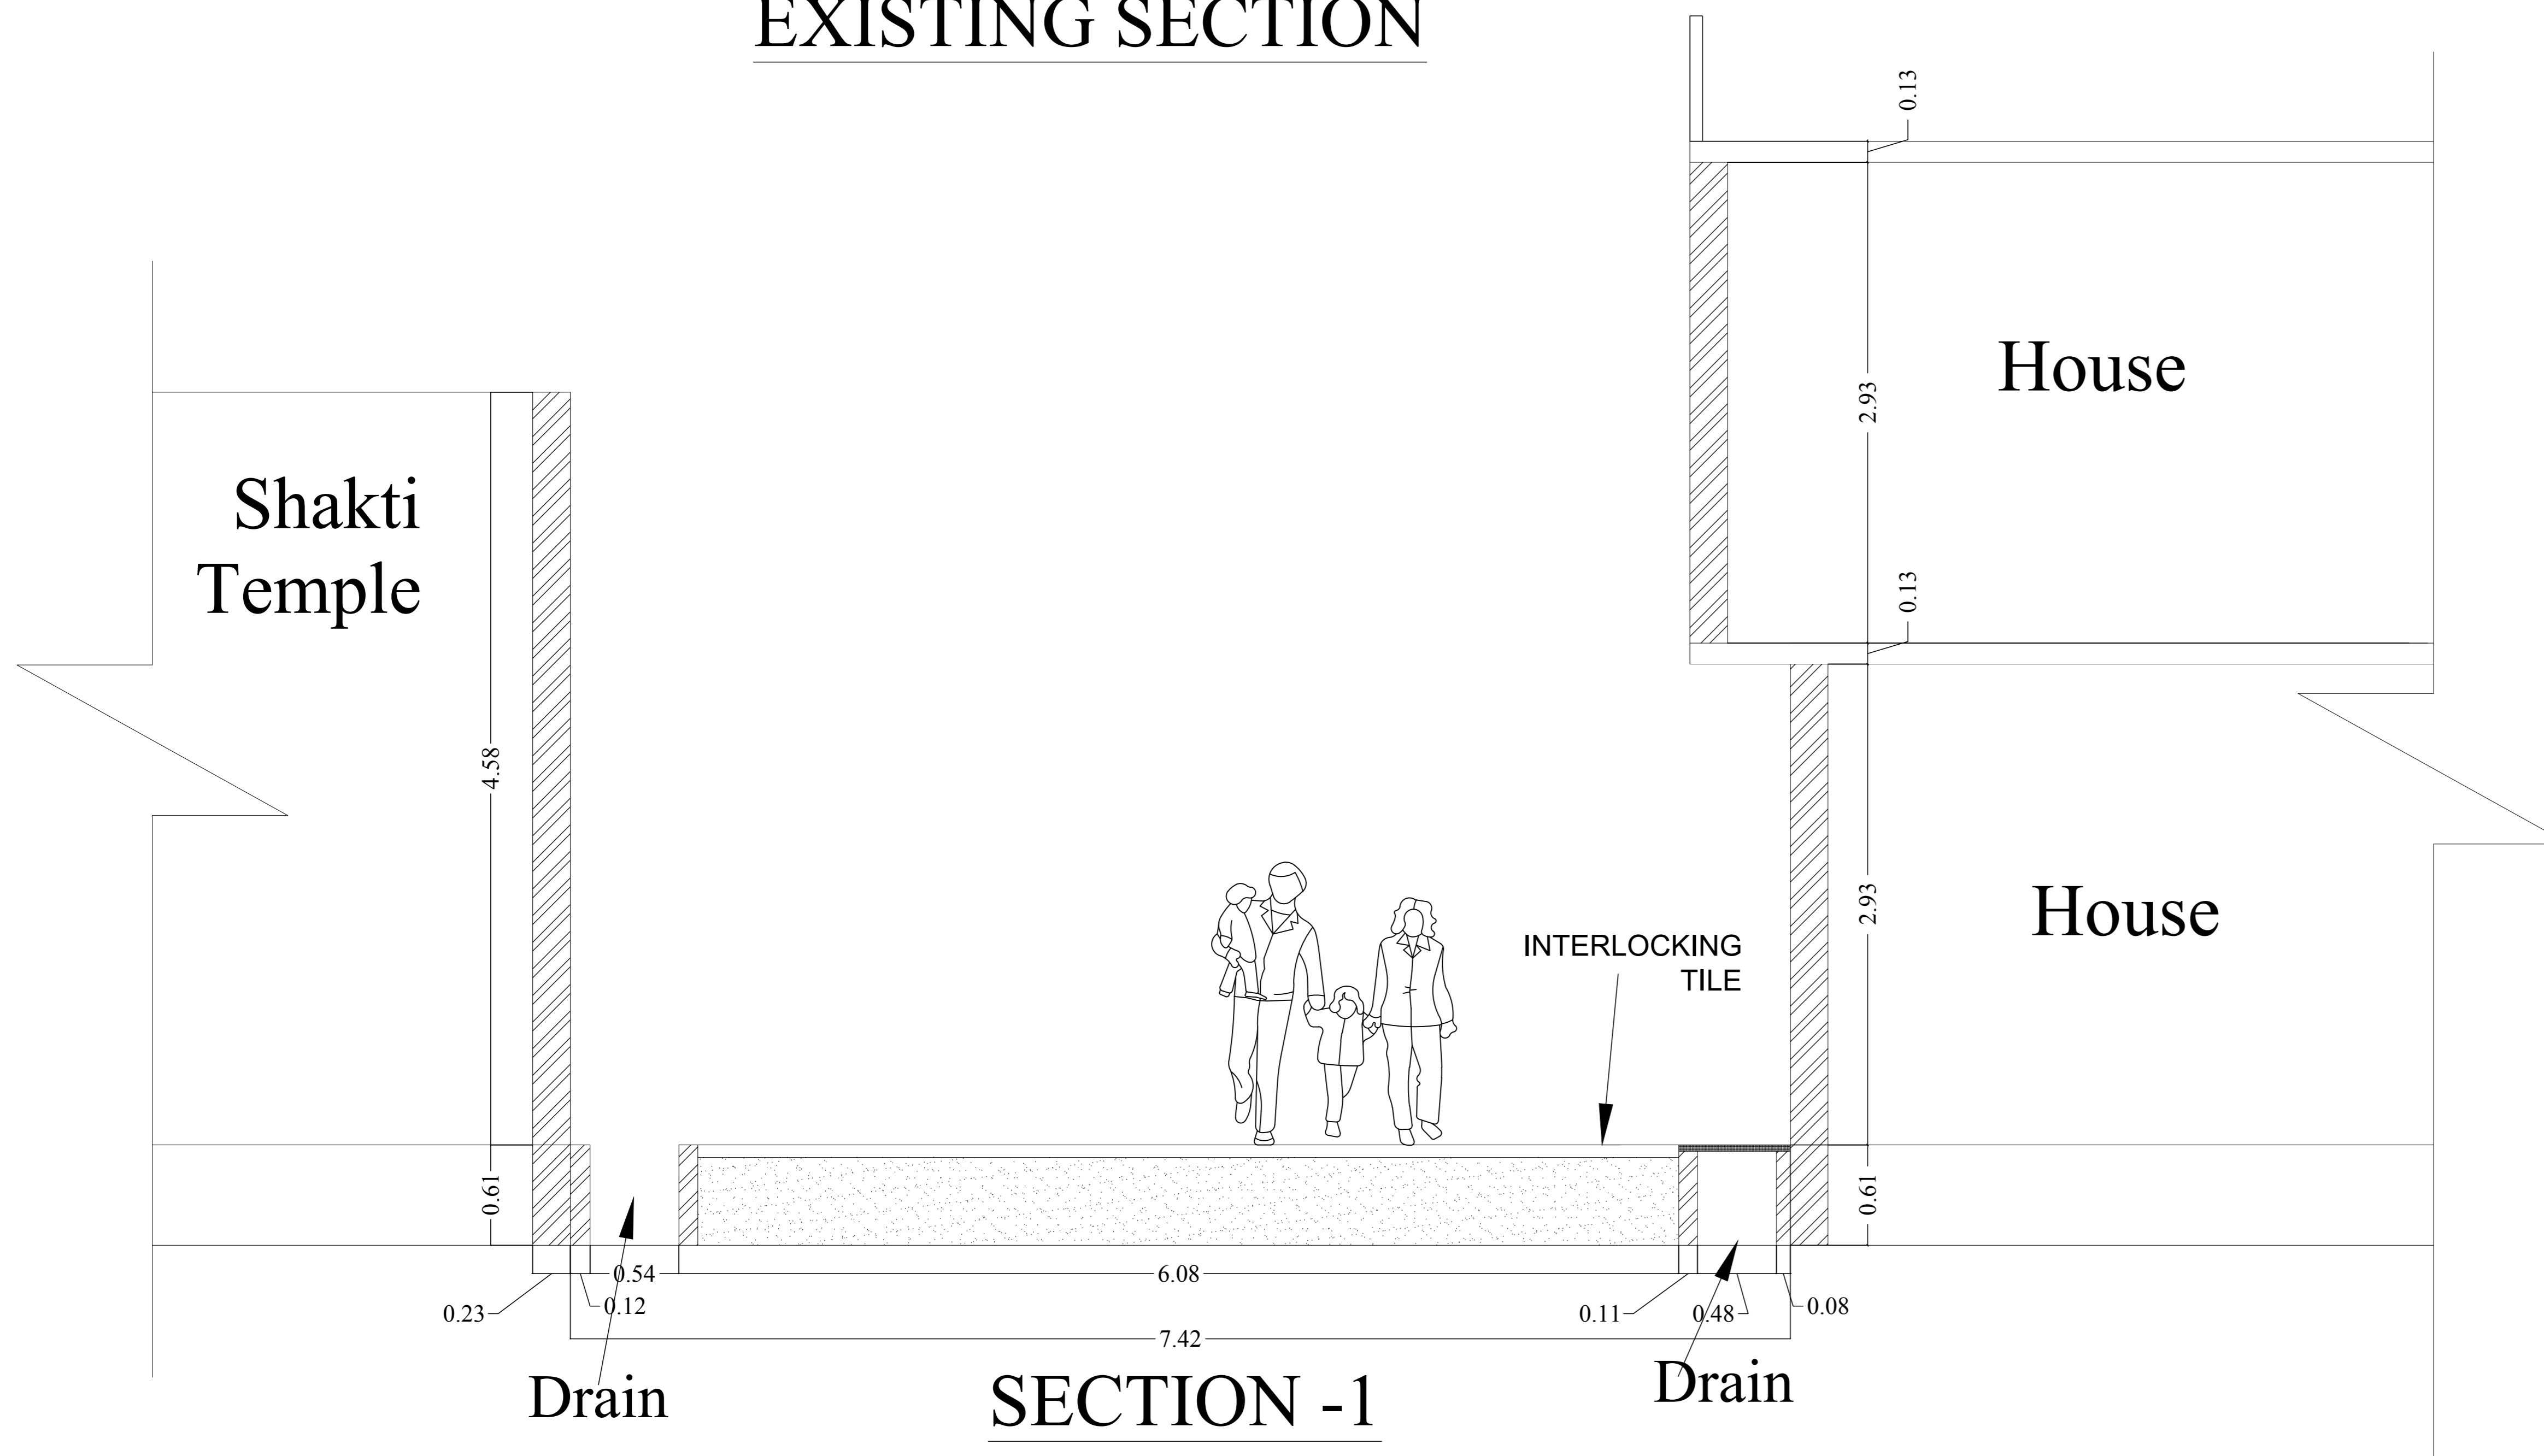 EXISTING SECTION
0.13
House
2.93
Shakti
Temple
0.13
4.58
2.93
House
INTERLOCKING
TILE
0.61
0.61
0.54
6.08
0.23
0.12
0.11
0.48
0.08
7.42
Drain
Drain
SECTION -1